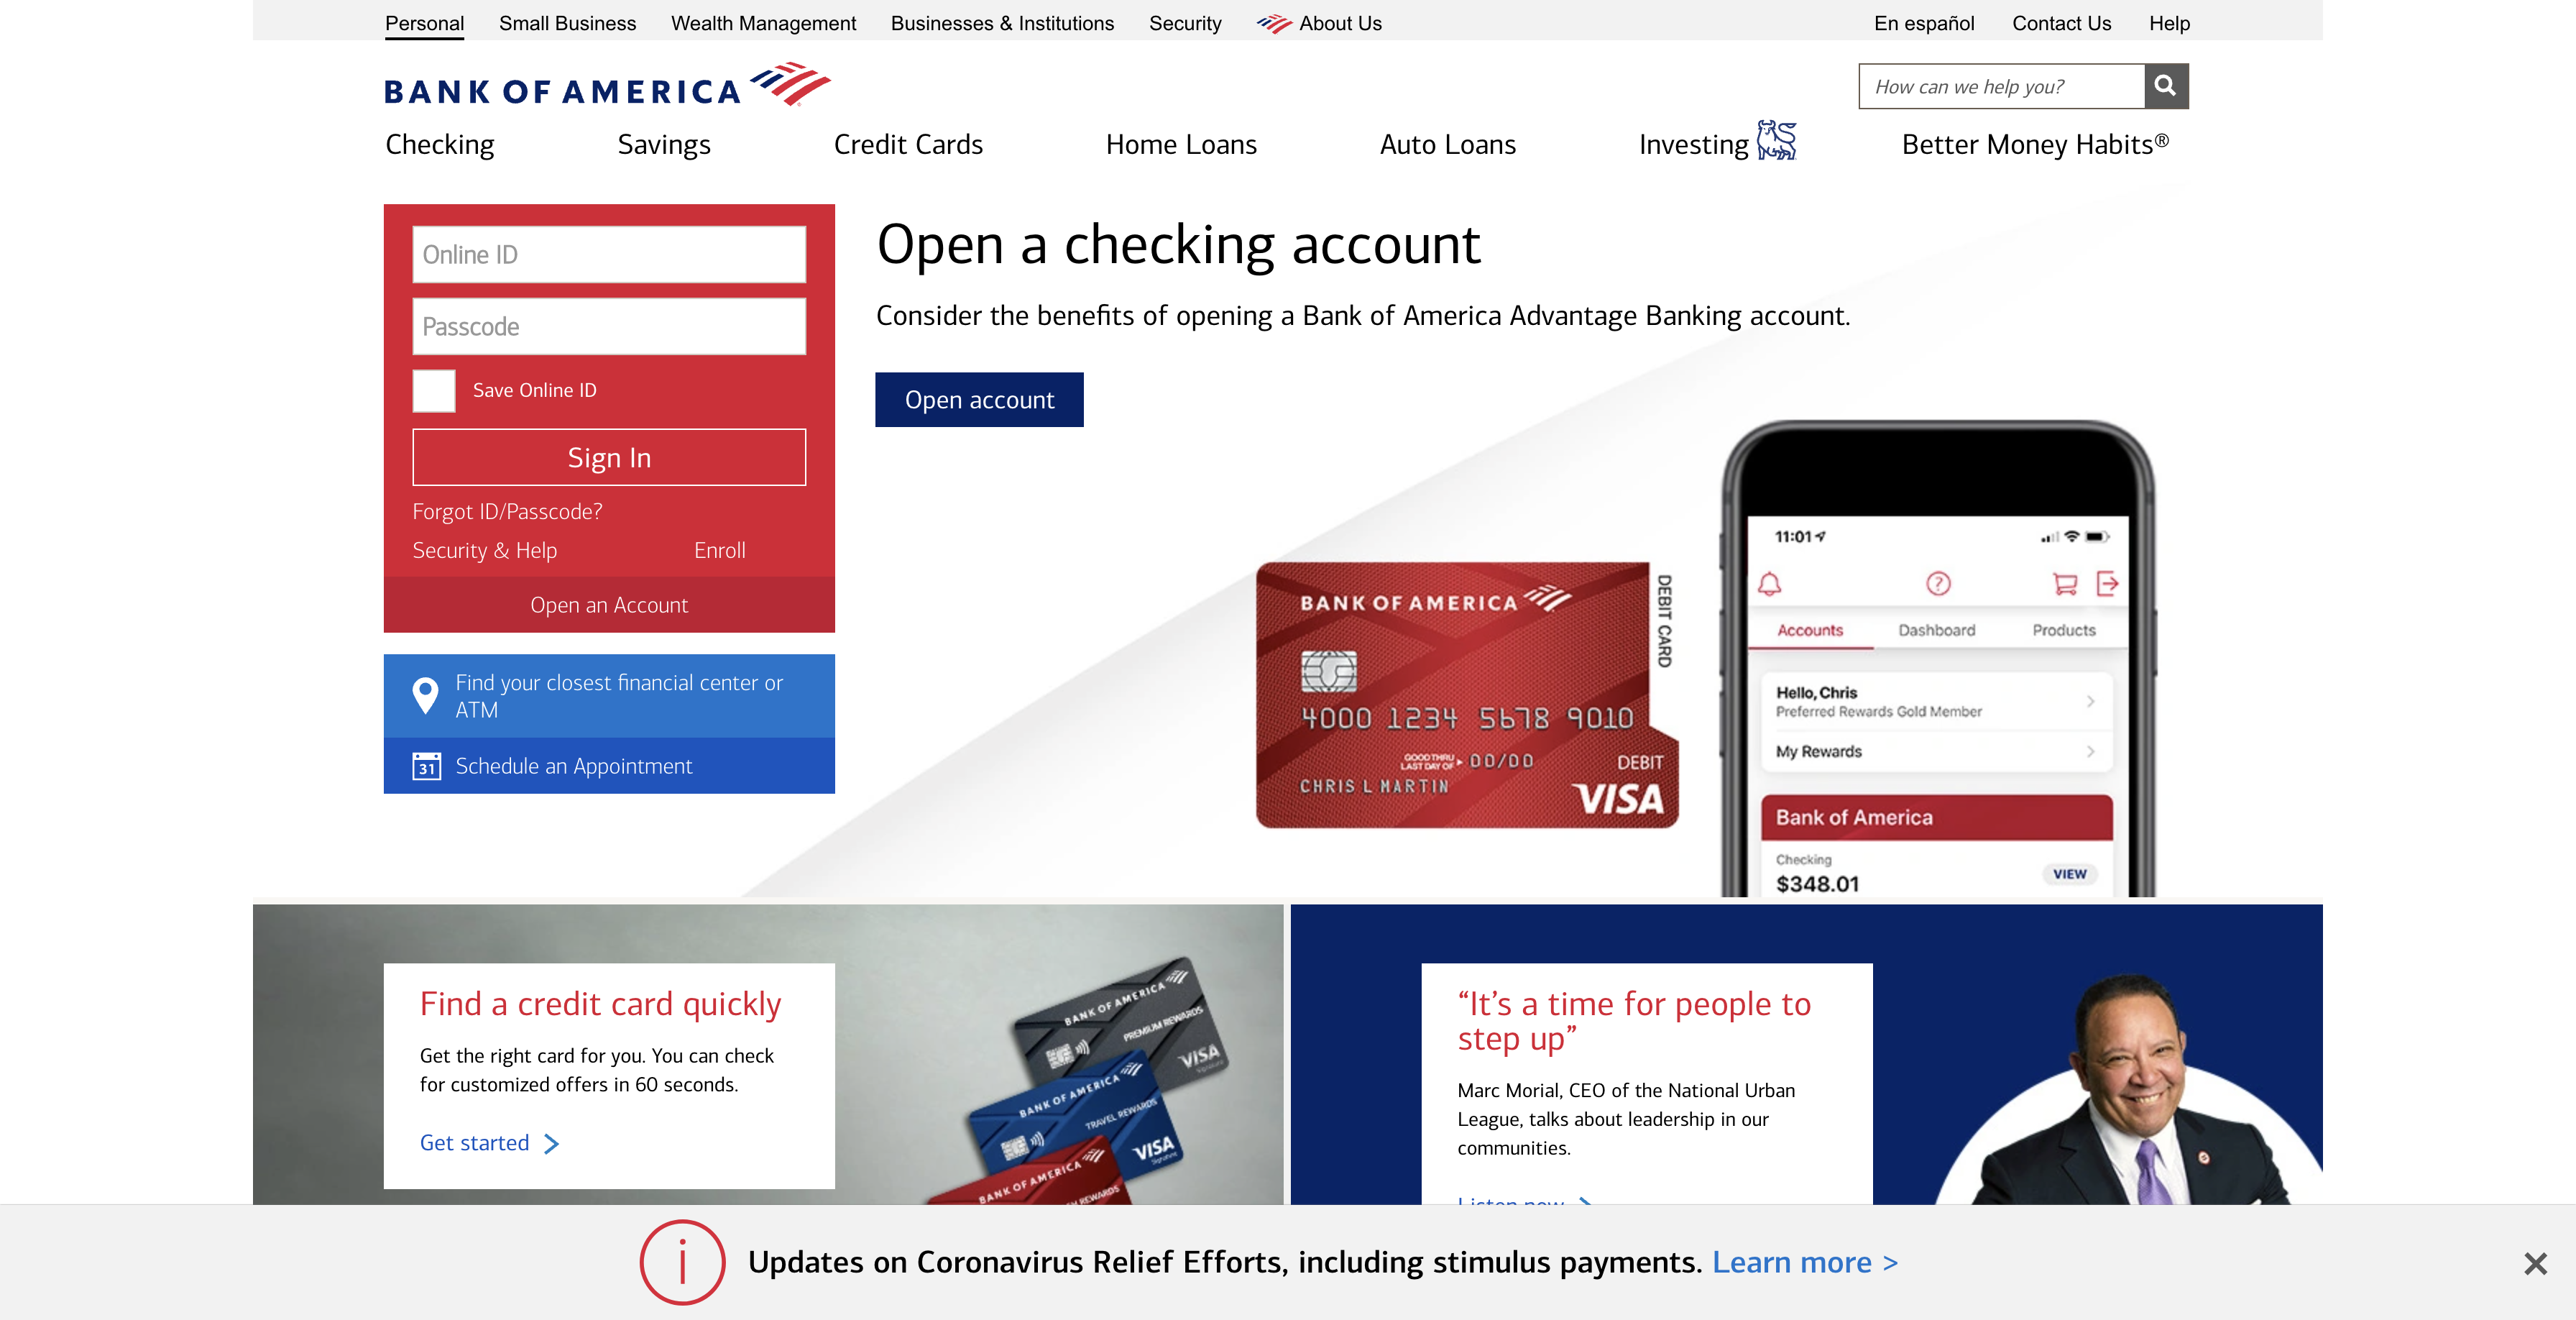 Personal
Small Business
Wealth Management
Businesses & Institutions
Security
About Us
En español
Contact Us
Help
BANK OF AMERICA
How can we help you?
Checking
Savings
Credit Cards
Home Loans
Auto Loans
Investing
Better Money Habits®
Online ID
Passcode
Save Online ID
Sign In
Forgot ID/Passcode?
Security & Help
Enroll
Open an Account
Find your closest financial center or
ATM
31
Schedule an Appointment
Open a checking account
Consider the benefits of opening a Bank of America Advantage Banking account.
Open account
BANK OF AMERICA
DEBIT CARD
4000 1234 5678 9010
GOOD THRU
LAST DAY OF
00/00
DEBIT
CHRIS L MARTIN
VISA
11:01
?
Accounts
Dashboard
Products
Hello, Chris
Preferred Rewards Gold Member
My Rewards
Bank of America
Checking
$348.01
VIEW
Find a credit card quickly
Get the right card for you. You can check
for customized offers in 60 seconds.
Get started
BANK OF AMERICA
PREMIUM REWARDS
VISA
Signature
BANK OF AMERICA
TRAVEL REWARDS
VISA
Signature
BANK OF AMERICA
REWARDS
“It’s a time for people to
step up”
Marc Morial, CEO of the National Urban
League, talks about leadership in our
communities.
Listen now
i
Updates on Coronavirus Relief Efforts, including stimulus payments. Learn more >